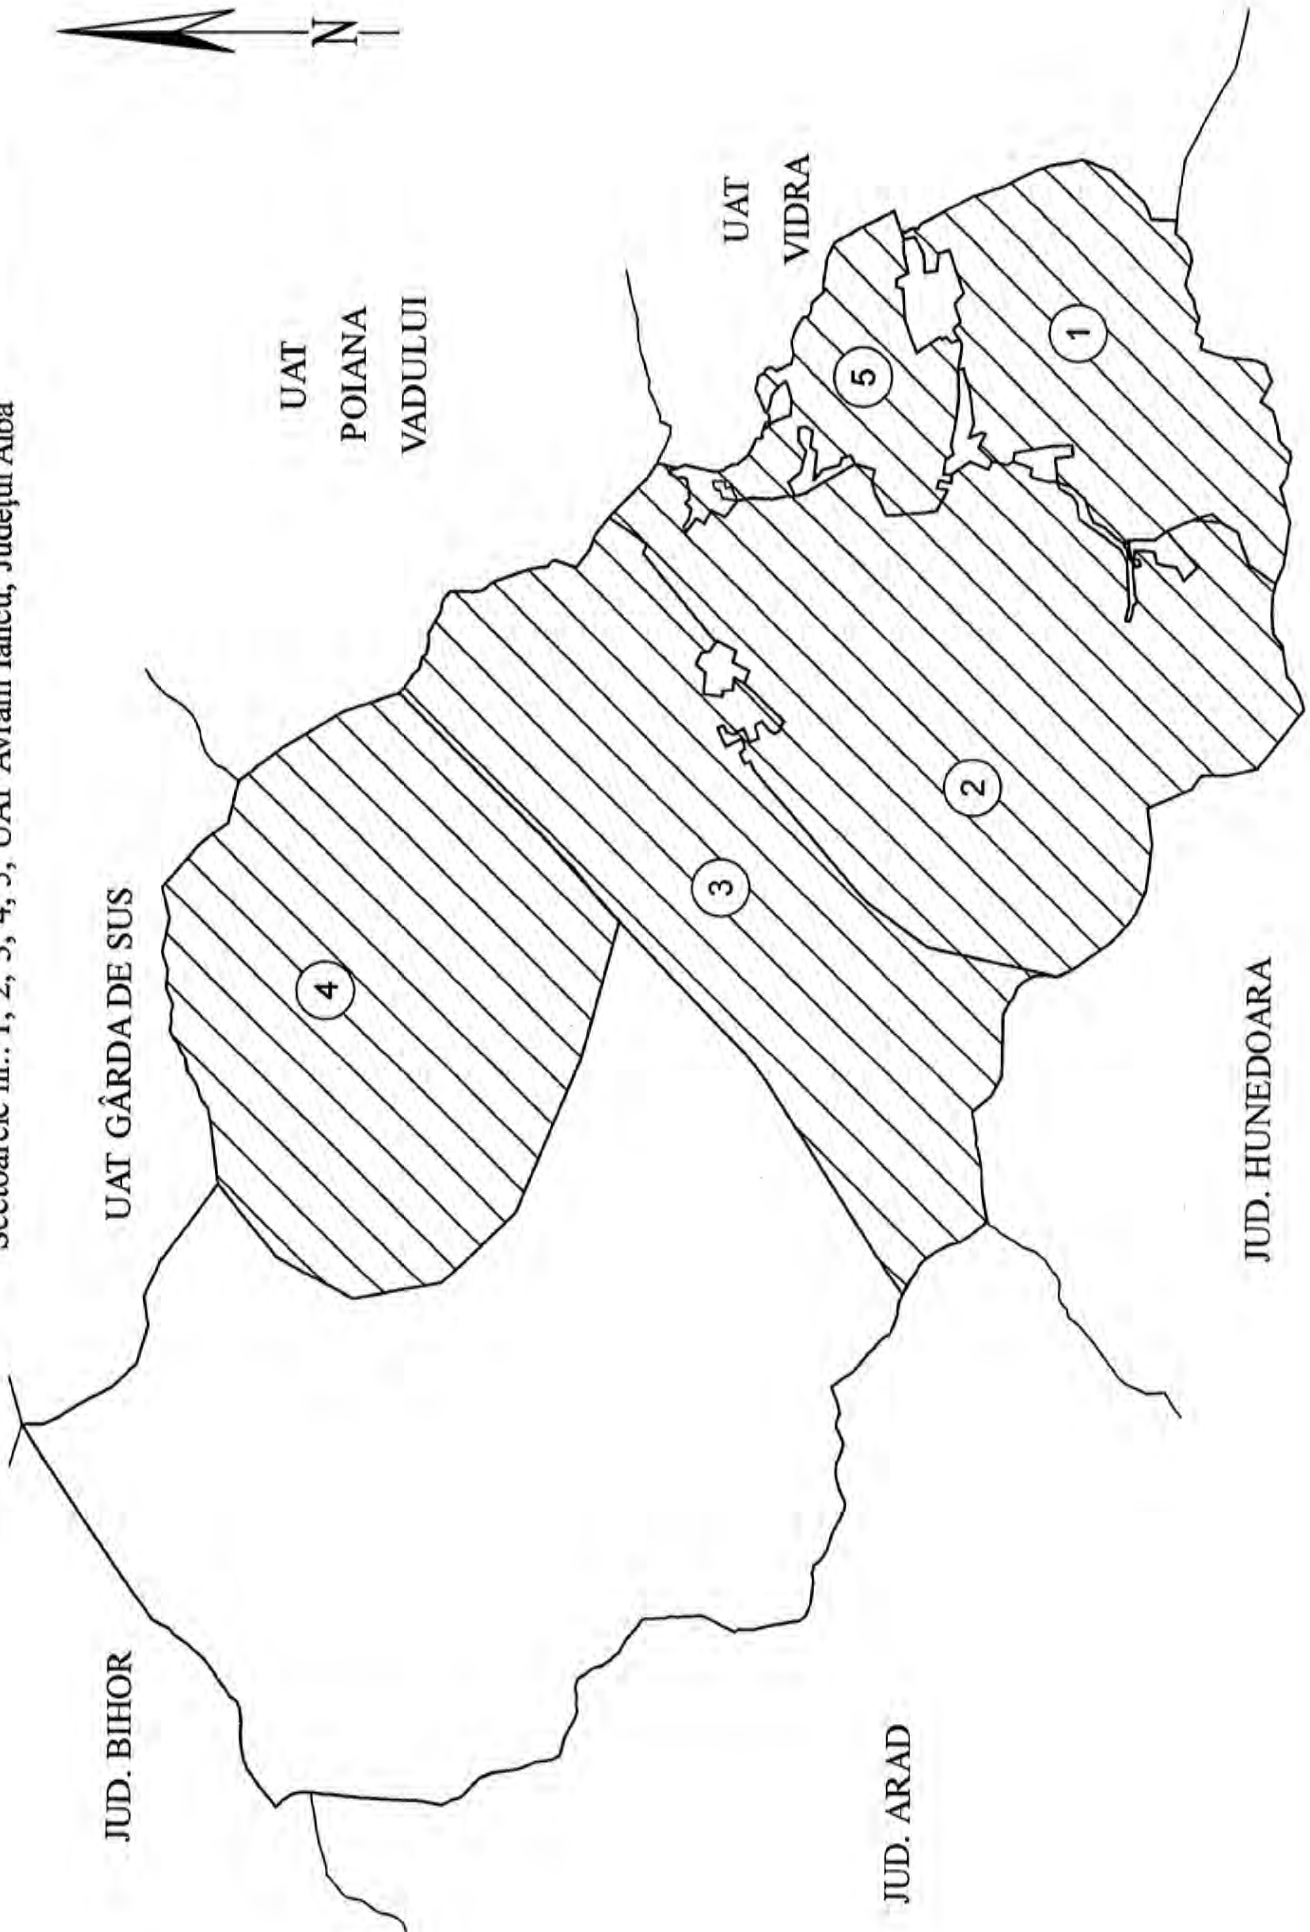 Sectoarele nr.: 1, 2, 3, 4, 5, UAT Avram Iancu, Județul Alba
N
JUD. BIHOR
UAT GÂRDA DE SUS
UAT
POIANA
VADULUI
4
UAT
VIDRA
3
5
2
1
JUD. ARAD
JUD. HUNEDOARA